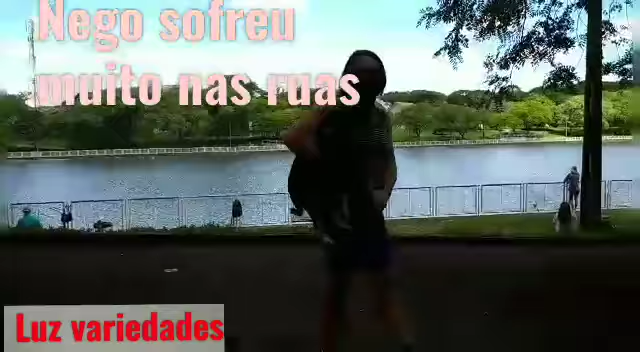 Nego sofreu
muito nas ruas
Luz variedades